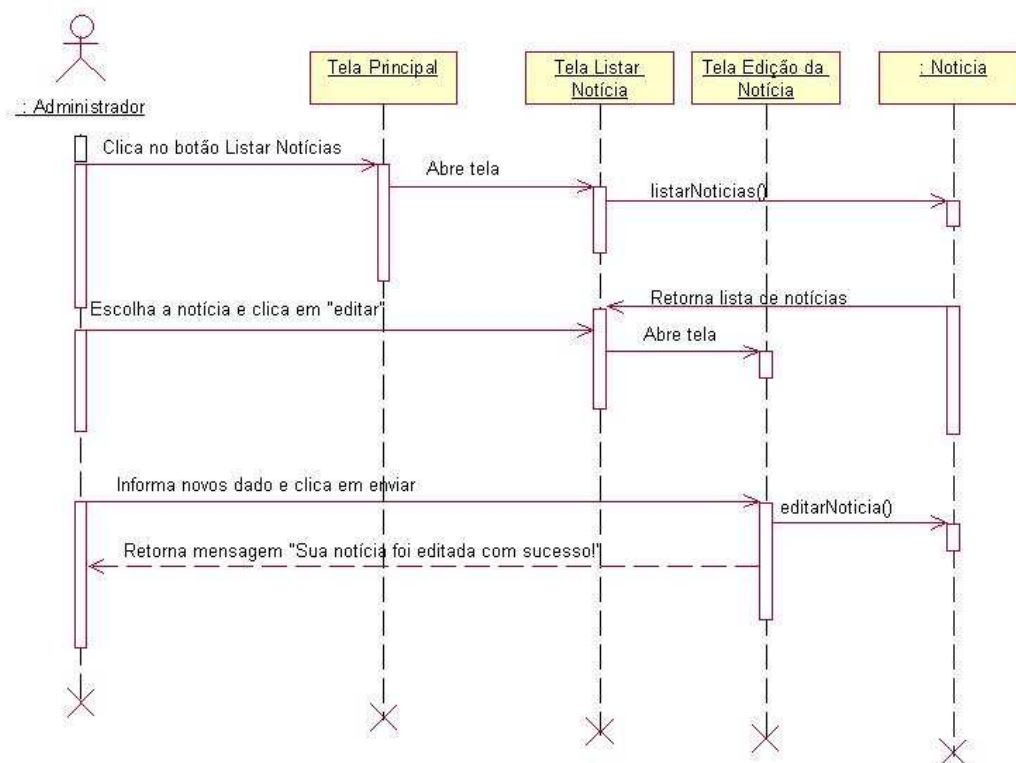 Tela Principal
Tela Listar
Notícia
Tela Edição da
Notícia
: Noticia
: Administrador
Clica no botão Listar Notícias
Abre tela
listarNoticias()
Retorna lista de notícias
Escolha a notícia e clica em "editar"
Abre tela
Informa novos dado e clica em enviar
editarNoticia()
Retorna mensagem "Sua notícia foi editada com sucesso!"